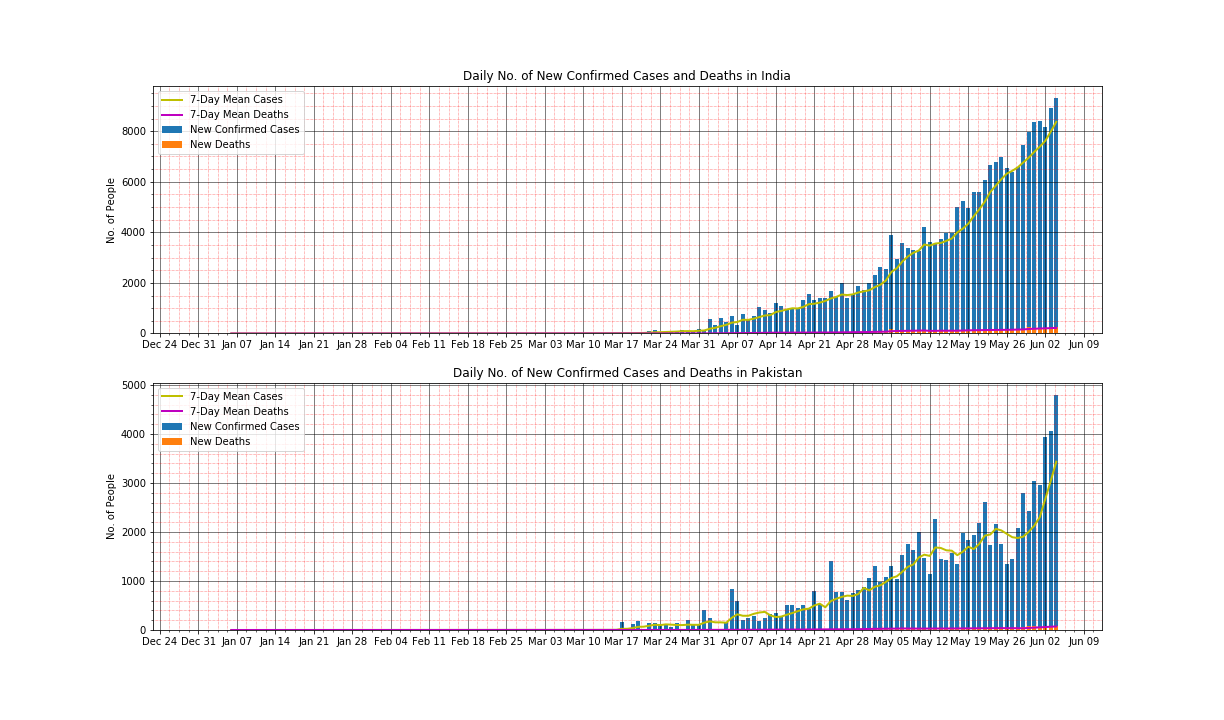 Daily No. of New Confirmed Cases and Deaths in India
7-Day Mean Cases
7-Day Mean Deaths
New Confirmed Cases
New Deaths
No. of People
8000
6000
4000
2000
0
Dec 24 Dec 31 Jan 07 Jan 14 Jan 21 Jan 28 Feb 04 Feb 11 Feb 18 Feb 25 Mar 03 Mar 10 Mar 17 Mar 24 Mar 31 Apr 07 Apr 14 Apr 21 Apr 28 May 05 May 12 May 19 May 26 Jun 02 Jun 09
Daily No. of New Confirmed Cases and Deaths in Pakistan
7-Day Mean Cases
7-Day Mean Deaths
New Confirmed Cases
New Deaths
No. of People
5000
4000
3000
2000
1000
0
Dec 24 Dec 31 Jan 07 Jan 14 Jan 21 Jan 28 Feb 04 Feb 11 Feb 18 Feb 25 Mar 03 Mar 10 Mar 17 Mar 24 Mar 31 Apr 07 Apr 14 Apr 21 Apr 28 May 05 May 12 May 19 May 26 Jun 02 Jun 09